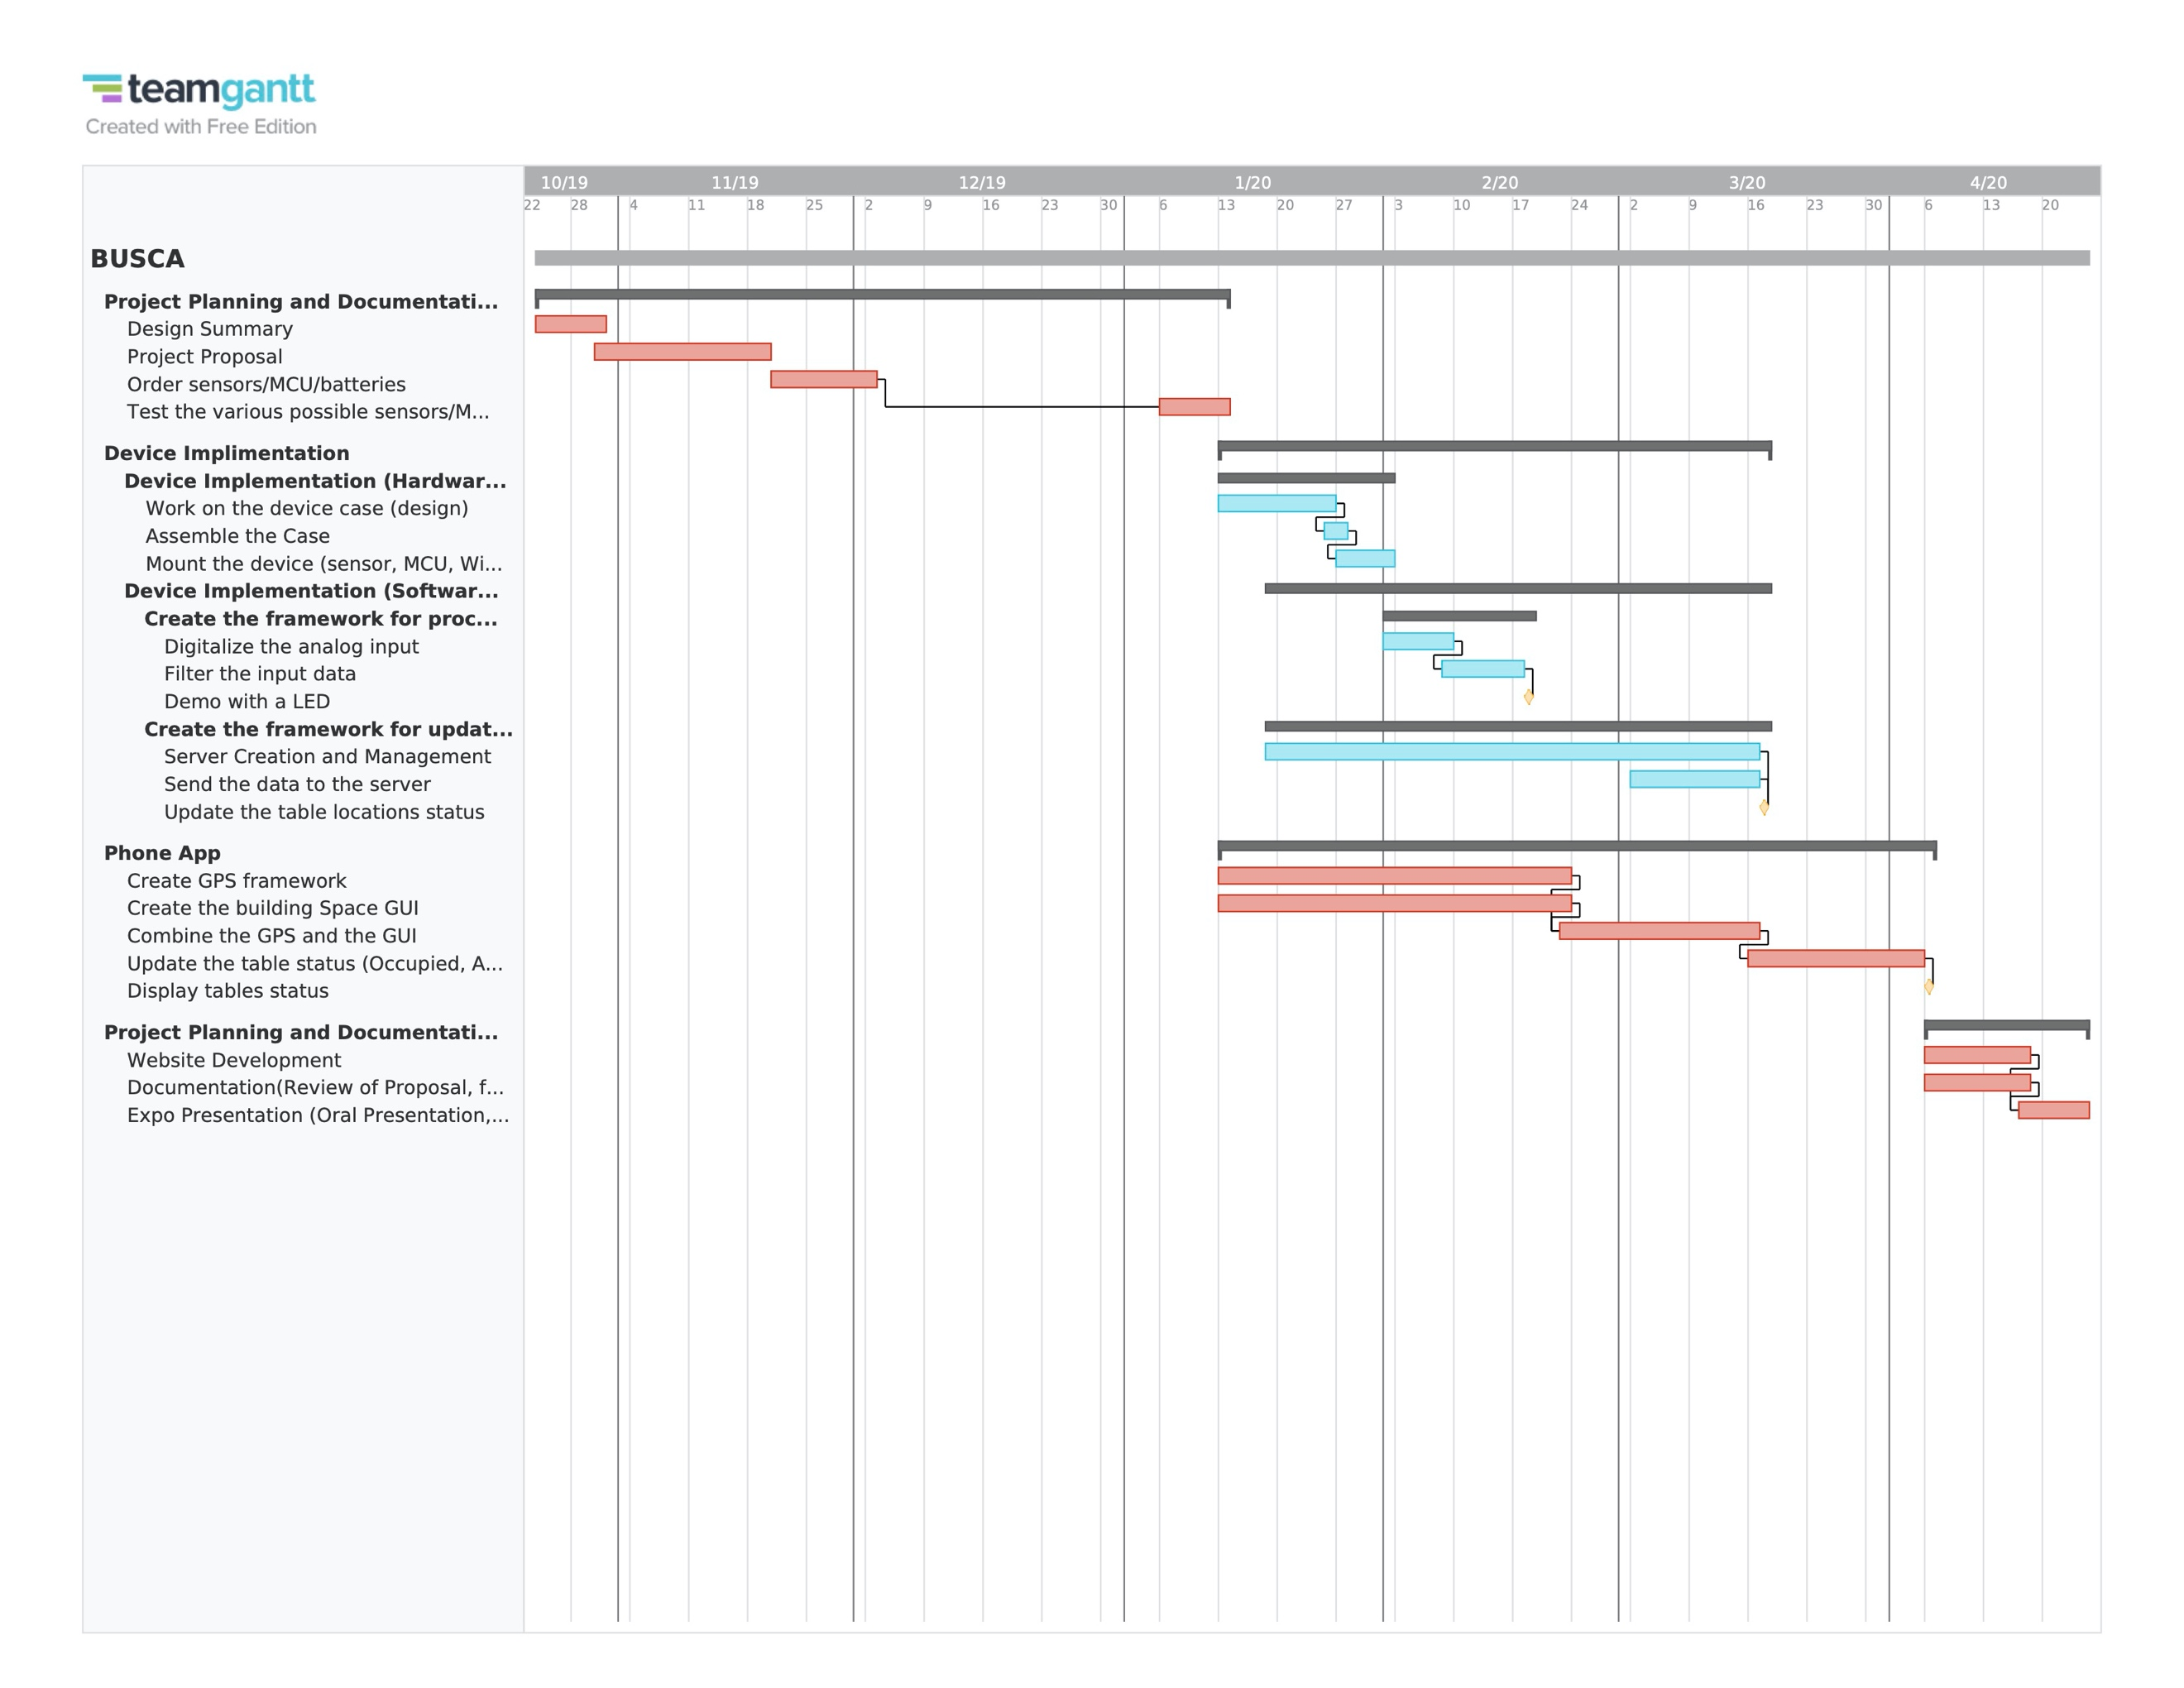 teamgantt
Created with Free Edition
10/19 11/19 12/19 1/20 2/20 3/20 4/20
22 28 4 11 18 25 2 9 16 23 30 6 13 20 27 3 10 17 24 2 9 16 23 30 6 13 20
BUSCA
Project Planning and Documentati...
Design Summary
Project Proposal
Order sensors/MCU/batteries
Test the various possible sensors/M...
Device Implimentation
Device Implementation (Hardwar...
Work on the device case (design)
Assemble the Case
Mount the device (sensor, MCU, Wi...
Device Implementation (Softwar...
Create the framework for proc...
Digitalize the analog input
Filter the input data
Demo with a LED
Create the framework for updat...
Server Creation and Management
Send the data to the server
Update the table locations status
Phone App
Create GPS framework
Create the building Space GUI
Combine the GPS and the GUI
Update the table status (Occupied, A...
Display tables status
Project Planning and Documentati...
Website Development
Documentation(Review of Proposal, f...
Expo Presentation (Oral Presentation,...